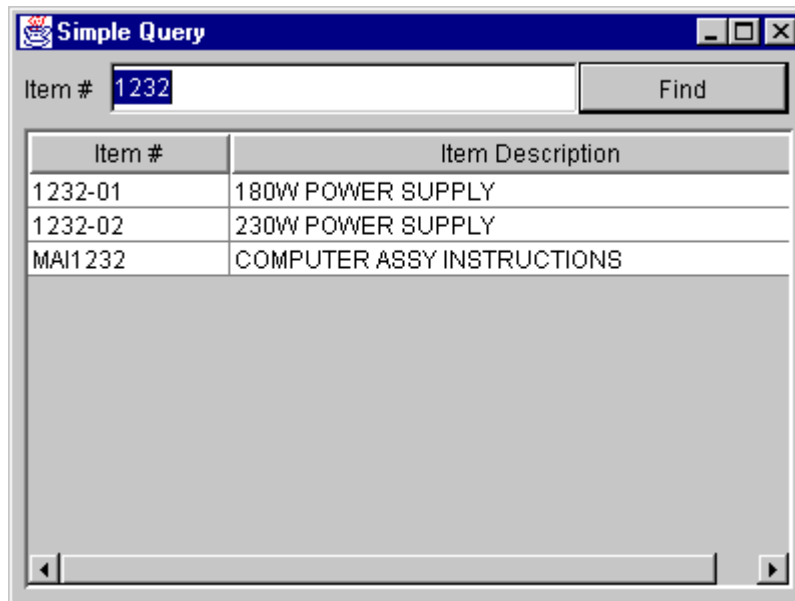 Simple Query
Item # 1232 Find
Item # Item Description
1232-01 180W POWER SUPPLY
1232-02 230W POWER SUPPLY
MAI1232 COMPUTER ASSY INSTRUCTIONS